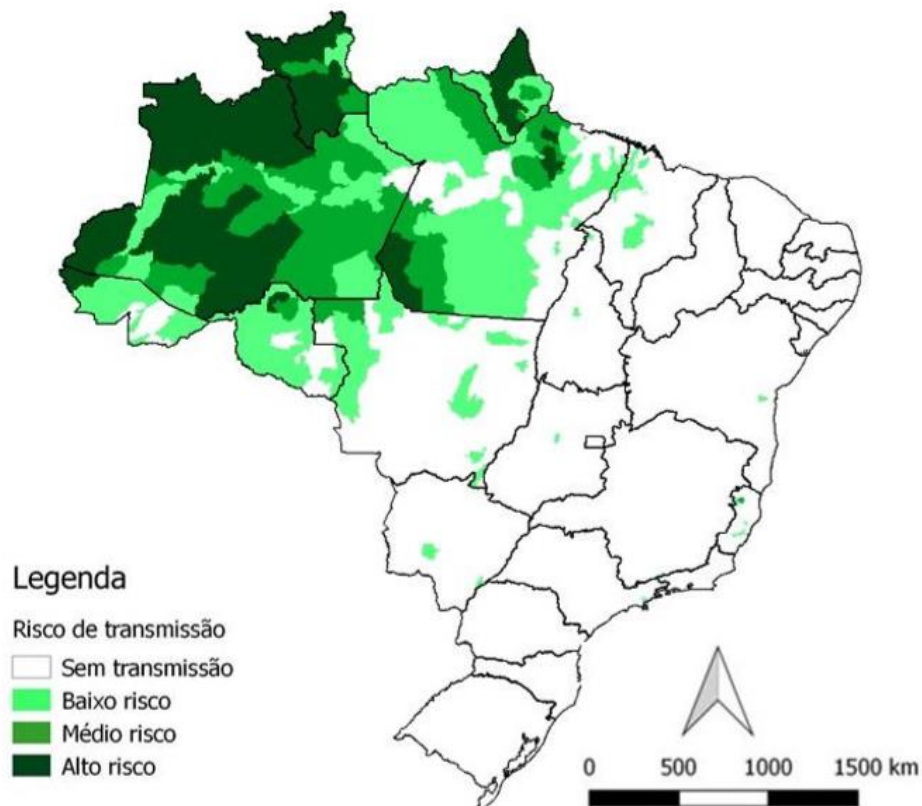 Legenda
Risco de transmissão
Sem transmissão
Baixo risco
Médio risco
Alto risco
0 500 1000 1500 km